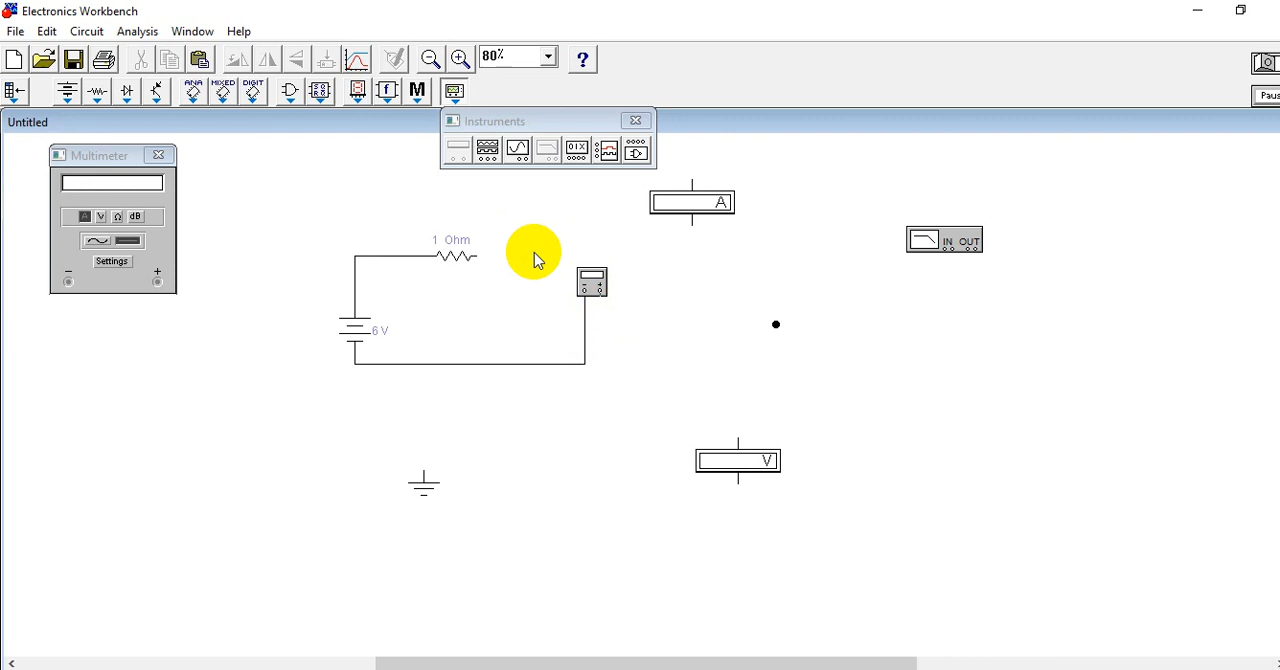 Electronics Workbench
File Edit Circuit Analysis Window Help
80%
?
ANA MIXED DIGIT
M
Untitled
Instruments
Multimeter
A V Ω dB
Settings
− +
1 Ohm
6 V
A
IN OUT
V